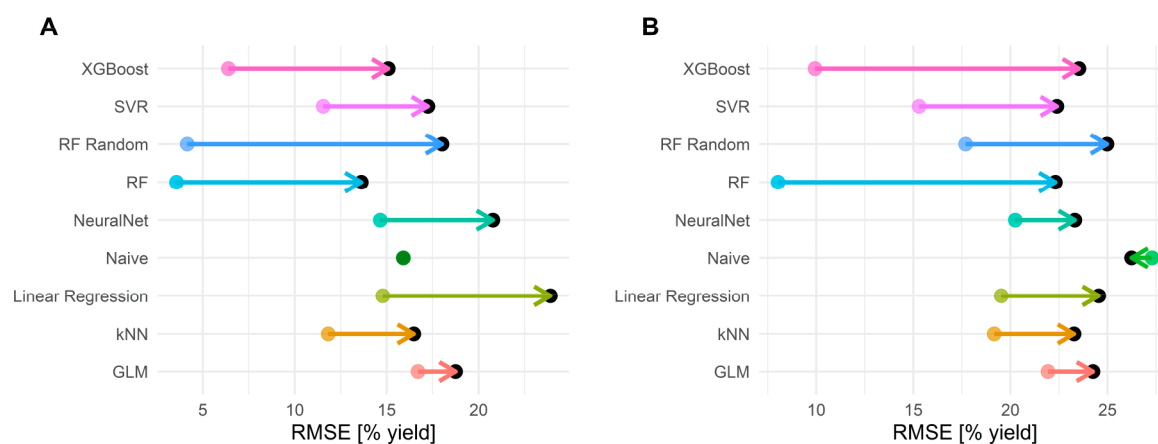 A
XGBoost
SVR
RF Random
RF
NeuralNet
Naive
Linear Regression
kNN
GLM
5 10 15 20
RMSE [% yield]
B
XGBoost
SVR
RF Random
RF
NeuralNet
Naive
Linear Regression
kNN
GLM
10 15 20 25
RMSE [% yield]